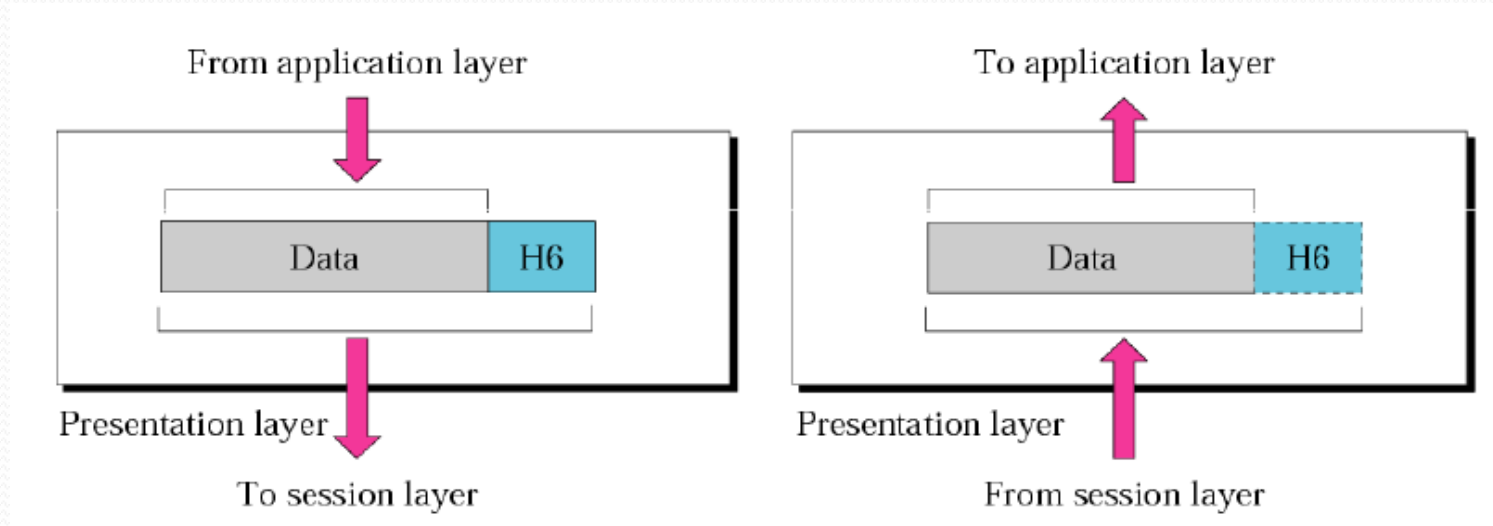 From application layer
Data H6
Presentation layer
To session layer
To application layer
Data H6
Presentation layer
From session layer